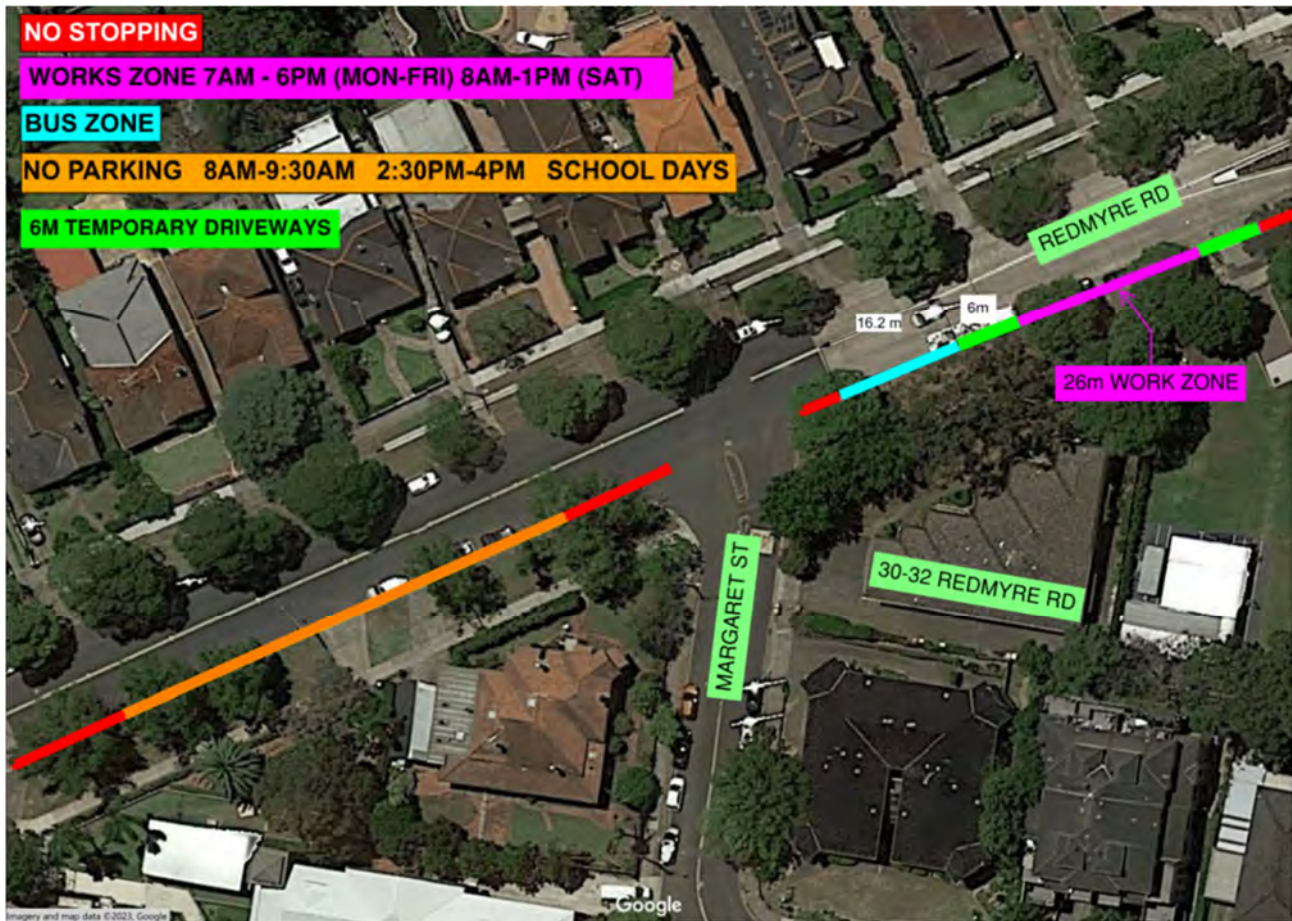 NO STOPPING
WORKS ZONE 7AM - 6PM (MON-FRI) 8AM-1PM (SAT)
BUS ZONE
NO PARKING 8AM-9:30AM 2:30PM-4PM SCHOOL DAYS
6M TEMPORARY DRIVEWAYS
REDMYRE RD
16.2 m
6m
26m WORK ZONE
30-32 REDMYRE RD
MARGARET ST
Google
Imagery and map data ©2023, Google